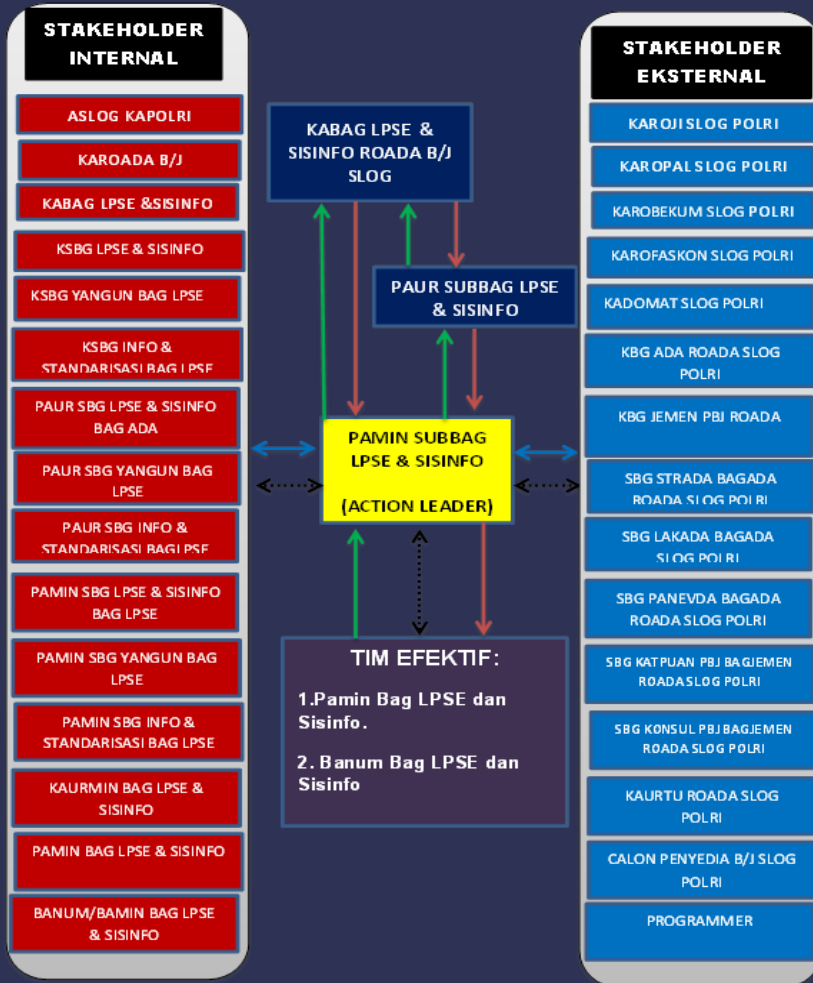 STAKEHOLDER
INTERNAL
ASLOG KAPOLRI
KAROADA B/J
KABAG LPSE &SISINFO
KSBG LPSE & SISINFO
KSBG YANGUN BAG LPSE
KSBG INFO &
STANDARISASI BAG LPSE
PAUR SBG LPSE & SISINFO
BAG ADA
PAUR SBG YANGUN BAG
LPSE
PAUR SBG INFO &
STANDARISASI BAG LPSE
PAMIN SBG LPSE & SISINFO
BAG LPSE
PAMIN SBG YANGUN BAG
LPSE
PAMIN SBG INFO &
STANDARISASI BAG LPSE
KAURMIN BAG LPSE &
SISINFO
PAMIN BAG LPSE & SISINFO
BANUM/BAMIN BAG LPSE
& SISINFO
KABAG LPSE &
SISINFO ROADA B/J
SLOG
PAUR SUBBAG LPSE
& SISINFO
PAMIN SUBBAG
LPSE & SISINFO
(ACTION LEADER)
TIM EFEKTIF:
1.Pamin Bag LPSE dan
Sisinfo.
2. Banum Bag LPSE dan
Sisinfo
STAKEHOLDER
EKSTERNAL
KAROJI SLOG POLRI
KAROPAL SLOG POLRI
KAROBEKUM SLOG POLRI
KAROFASKON SLOG POLRI
KADOMAT SLOG POLRI
KBG ADA ROADA SLOG
POLRI
KBG JEMEN PBJ ROADA
SBG STRADA BAGADA
ROADA SLOG POLRI
SBG LAKADA BAGADA
SLOG POLRI
SBG PANEVDA BAGADA
ROADA SLOG POLRI
SBG KATPUAN PBJ BAGJEMEN
ROADA SLOG POLRI
SBG KONSUL PBJ BAGJEMEN
ROADA SLOG POLRI
KAURTU ROADA SLOG
POLRI
CALON PENYEDIA B/J SLOG
POLRI
PROGRAMMER